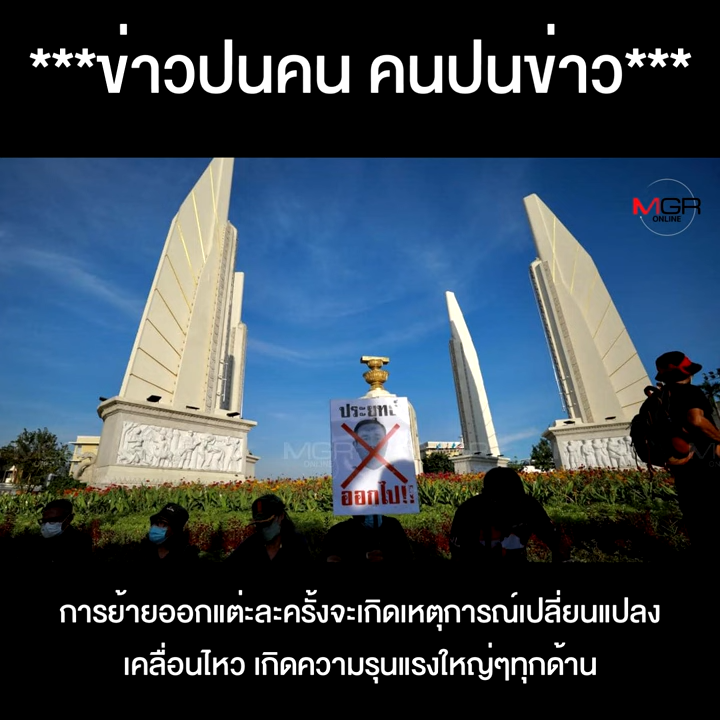 ***ข่าวปนคน คนปนข่าว***
MGR
ONLINE
ประยุทธ์
ออกไป!!
MGR
ONLINE
การย้ายออกแต่ะละครั้งจะเกิดเหตุการณ์เปลี่ยนแปลง
เคลื่อนไหว เกิดความรุนแรงใหญ่ๆทุกด้าน